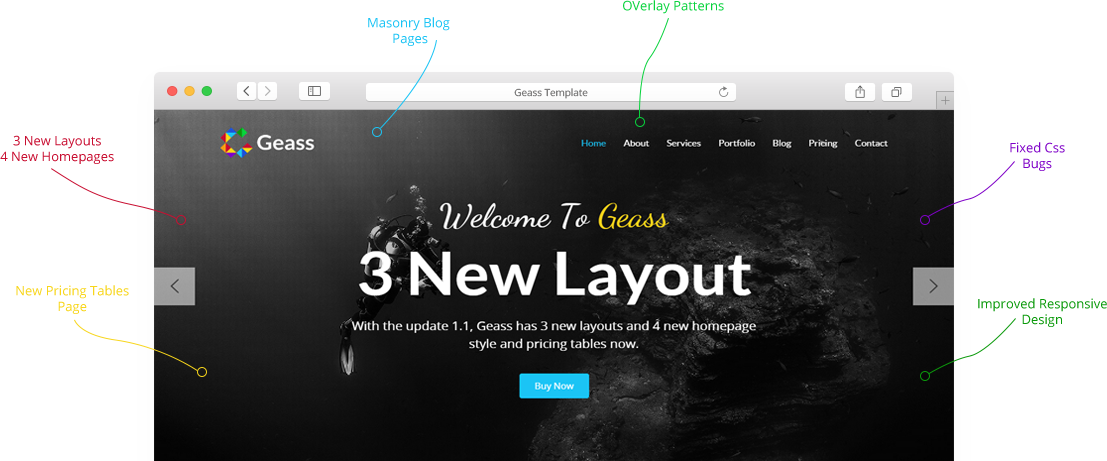 OVerlay Patterns
Masonry Blog
Pages
Geass Template
3 New Layouts
4 New Homepages
Geass
Home About Services Portfolio Blog Pricing Contact
Fixed Css
Bugs
Welcome To Geass
3 New Layout
New Pricing Tables
Page
Improved Responsive
Design
With the update 1.1, Geass has 3 new layouts and 4 new homepage
style and pricing tables now.
Buy Now